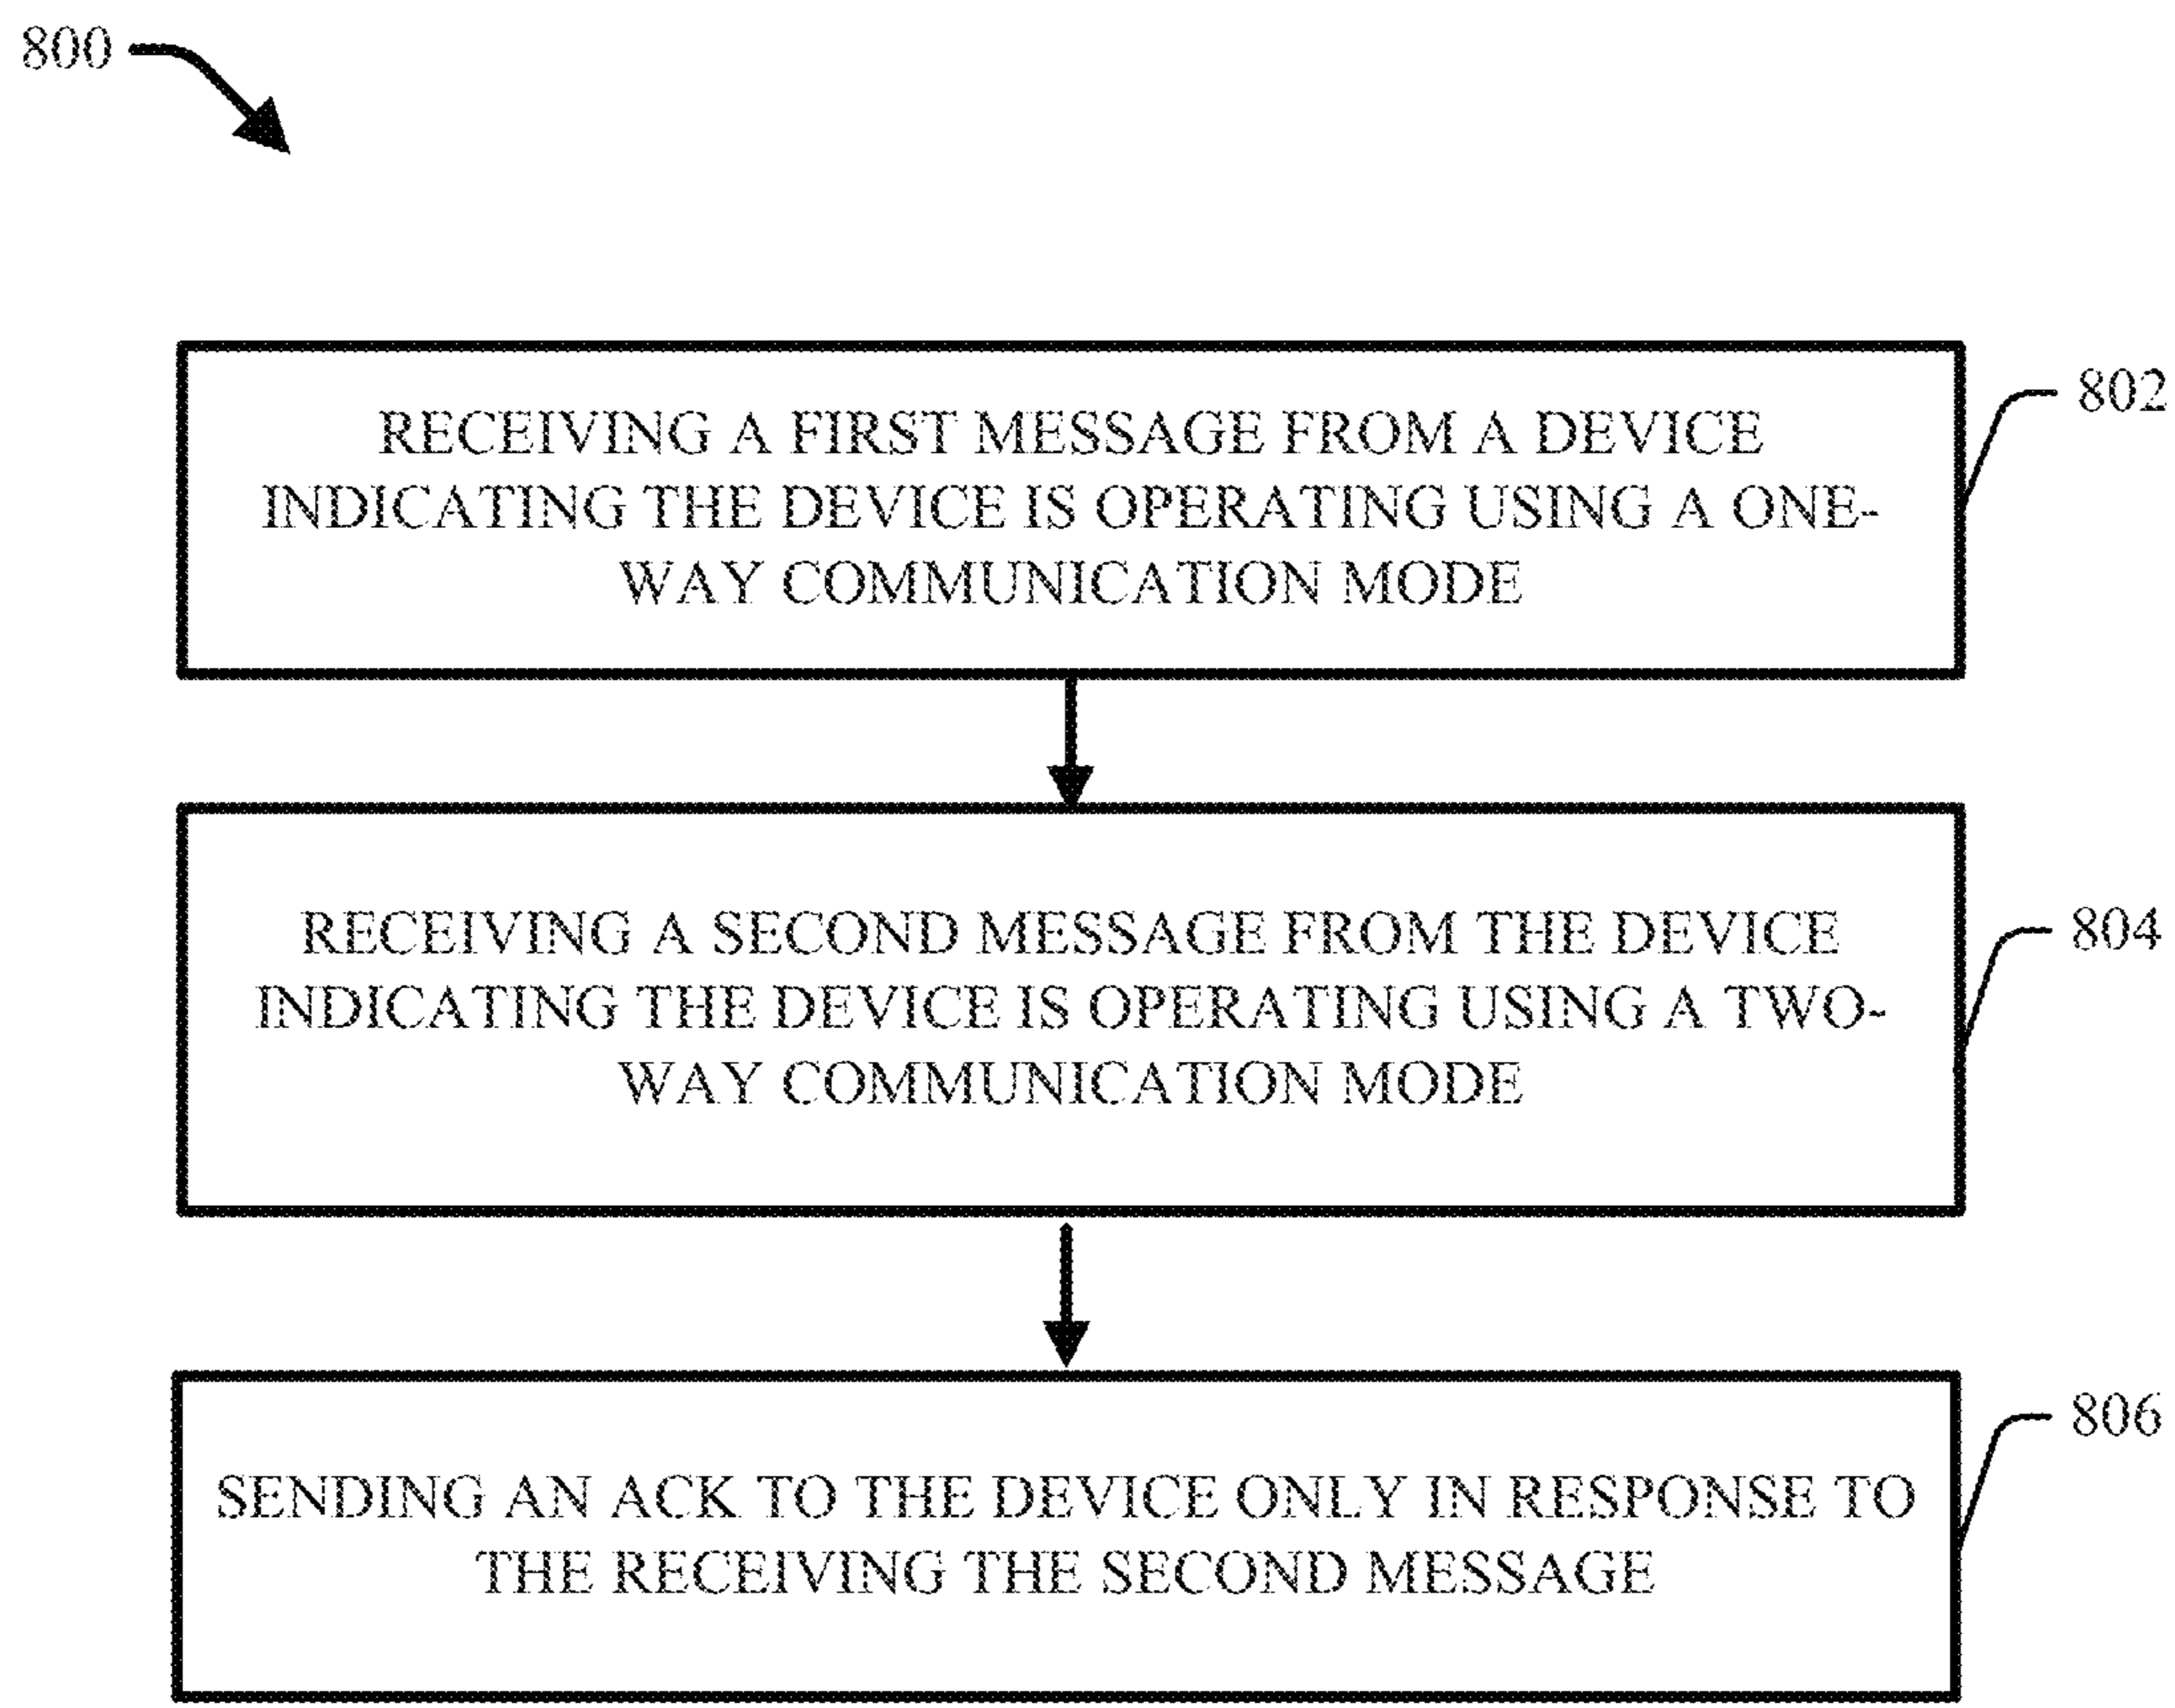 800
RECEIVING A FIRST MESSAGE FROM A DEVICE
INDICATING THE DEVICE IS OPERATING USING A ONE-
WAY COMMUNICATION MODE
802
RECEIVING A SECOND MESSAGE FROM THE DEVICE
INDICATING THE DEVICE IS OPERATING USING A TWO-
WAY COMMUNICATION MODE
804
SENDING AN ACK TO THE DEVICE ONLY IN RESPONSE TO
THE RECEIVING THE SECOND MESSAGE
806